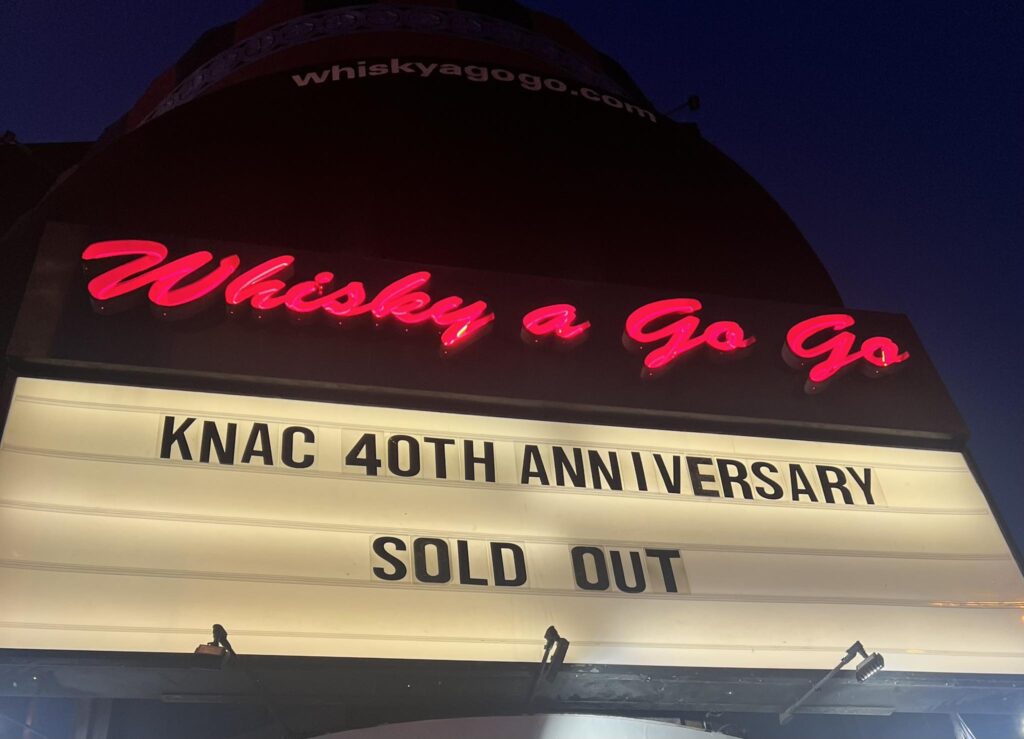 whiskyagogo.com
Whisky a Go Go
KNAC 40TH ANNIVERSARY
SOLD OUT